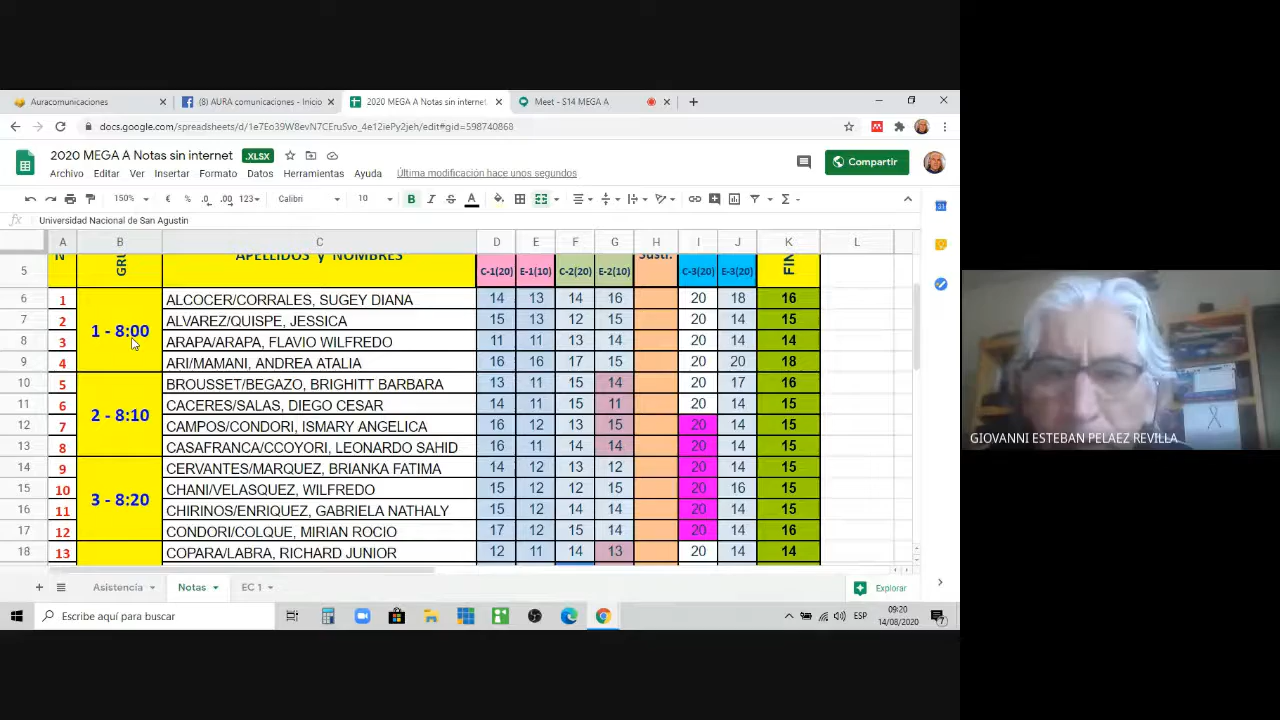 Auracomunicaciones
(8) AURA comunicaciones - Inicio
2020 MEGA A Notas sin internet
Meet - S14 MEGA A
docs.google.com/spreadsheets/d/1e7Eo39W8evN7CEruSvo_4e12iePy2jeh/edit#gid=598740868
2020 MEGA A Notas sin internet .XLSX
Compartir
Archivo Editar Ver Insertar Formato Datos Herramientas Ayuda Última modificación hace unos segundos
150% € % .0 .00 123 Calibri 10 B I S A
fx Universidad Nacional de San Agustin
A B C D E F G H I J K L
5 N GRU APELLIDOS y NOMBRES C-1(20) E-1(10) C-2(20) E-2(10) Susti. C-3(20) E-3(20) FIN
6 1 ALCOCER/CORRALES, SUGEY DIANA 14 13 14 16 20 18 16
7 2 1 - 8:00 ALVAREZ/QUISPE, JESSICA 15 13 12 15 20 14 15
8 3 ARAPA/ARAPA, FLAVIO WILFREDO 11 11 13 14 20 14 14
9 4 ARI/MAMANI, ANDREA ATALIA 16 16 17 15 20 20 18
10 5 BROUSSET/BEGAZO, BRIGHITT BARBARA 13 11 15 14 20 17 16
11 6 2 - 8:10 CACERES/SALAS, DIEGO CESAR 14 11 15 11 20 14 15
12 7 CAMPOS/CONDORI, ISMARY ANGELICA 16 12 13 15 20 14 15
13 8 CASAFRANCA/CCOYORI, LEONARDO SAHID 16 11 14 14 20 14 15
14 9 CERVANTES/MARQUEZ, BRIANKA FATIMA 14 12 13 12 20 14 15
15 10 3 - 8:20 CHANI/VELASQUEZ, WILFREDO 15 12 12 15 20 16 15
16 11 CHIRINOS/ENRIQUEZ, GABRIELA NATHALY 15 12 14 14 20 14 15
17 12 CONDORI/COLQUE, MIRIAN ROCIO 17 12 15 14 20 14 16
18 13 COPARA/LABRA, RICHARD JUNIOR 12 11 14 13 20 14 14
Asistencia Notas EC 1 Explorar
Escribe aquí para buscar
ESP
09:20
14/08/2020
GIOVANNI ESTEBAN PELAEZ REVILLA